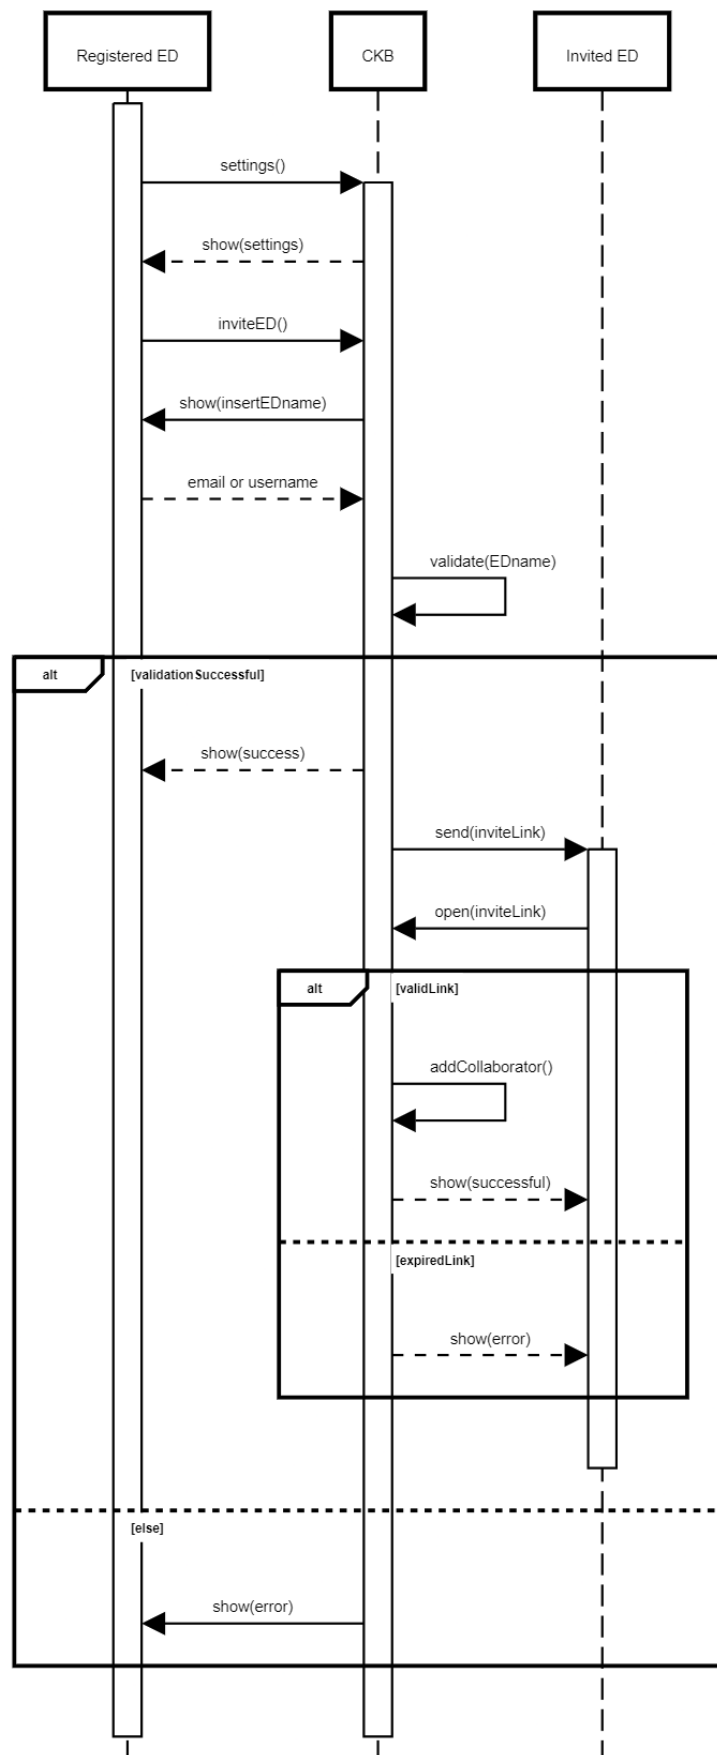 Registered ED
CKB
Invited ED
settings()
show(settings)
inviteED()
show(insertEDname)
email or username
validate(EDname)
alt
[validationSuccessful]
show(success)
send(inviteLink)
open(inviteLink)
alt
[validLink]
addCollaborator()
show(successful)
[expiredLink]
show(error)
[else]
show(error)